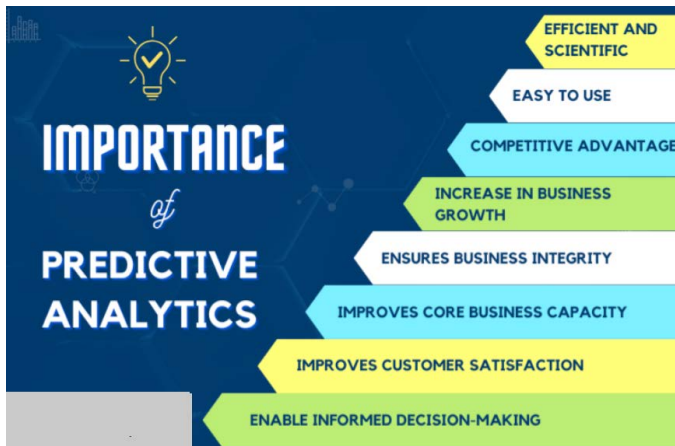 IMPORTANCE
of
PREDICTIVE
ANALYTICS
EFFICIENT AND
SCIENTIFIC
EASY TO USE
COMPETITIVE ADVANTAGE
INCREASE IN BUSINESS
GROWTH
ENSURES BUSINESS INTEGRITY
IMPROVES CORE BUSINESS CAPACITY
IMPROVES CUSTOMER SATISFACTION
ENABLE INFORMED DECISION-MAKING